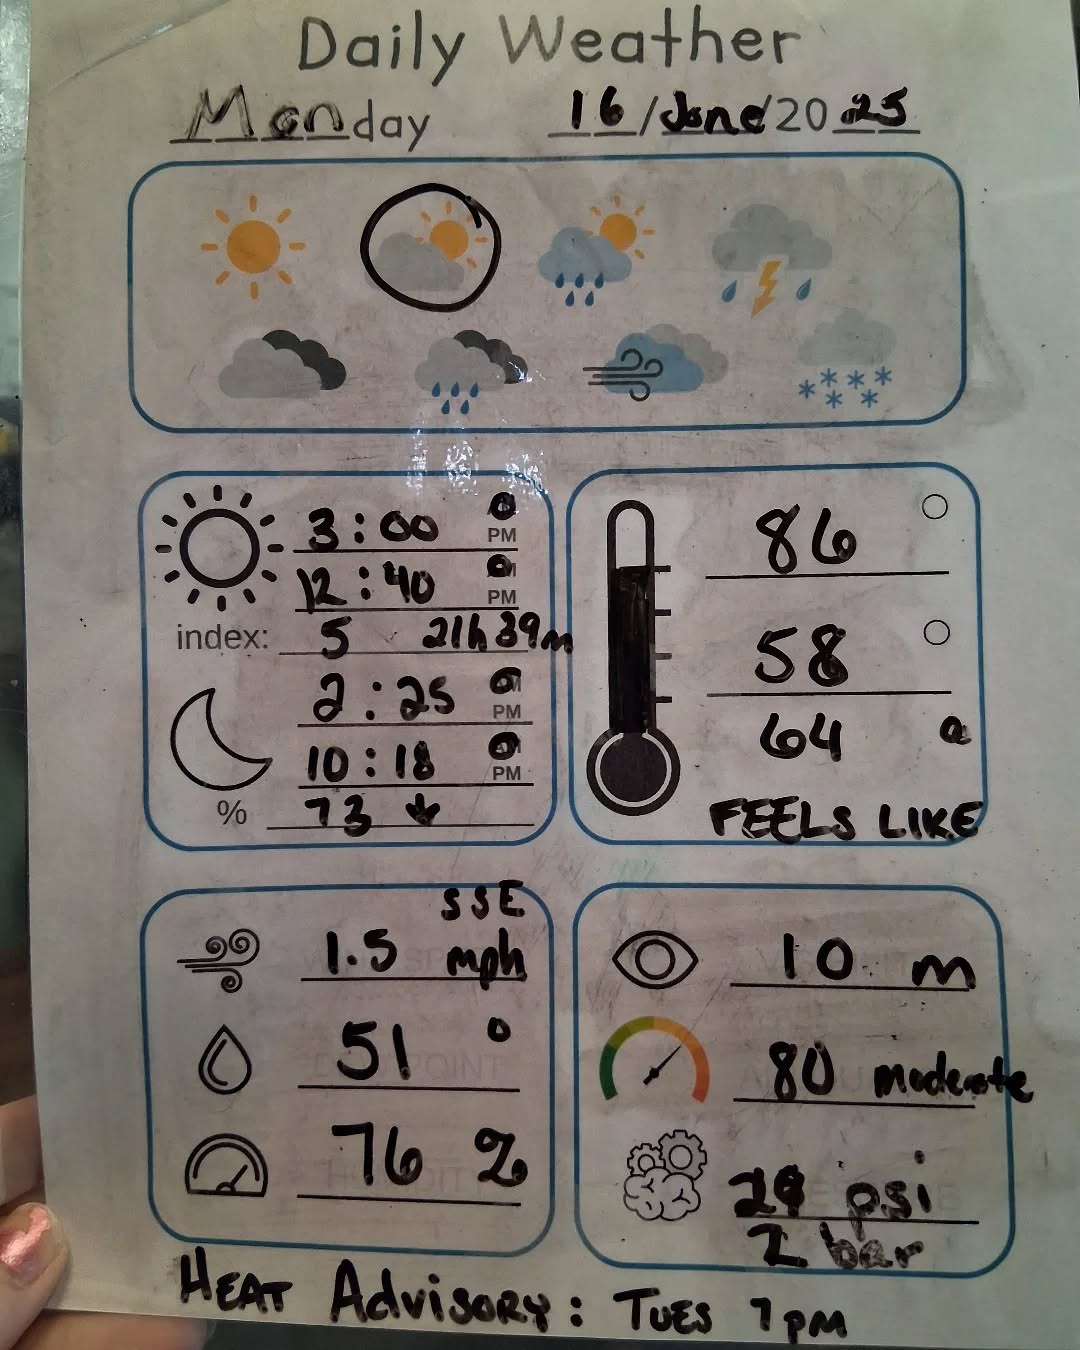 Daily Weather
Monday 16/June/2025
3:00 PM
12:40 PM
index: 5 21h39m
2:25 PM
10:18 PM
% 73 ↓
86 °
58 °
64
FEELS LIKE
SSE
1.5 mph
51 °
76 %
10 m
80 moderate
29 psi
2 bar
HEAT Advisory: TUES 7pm